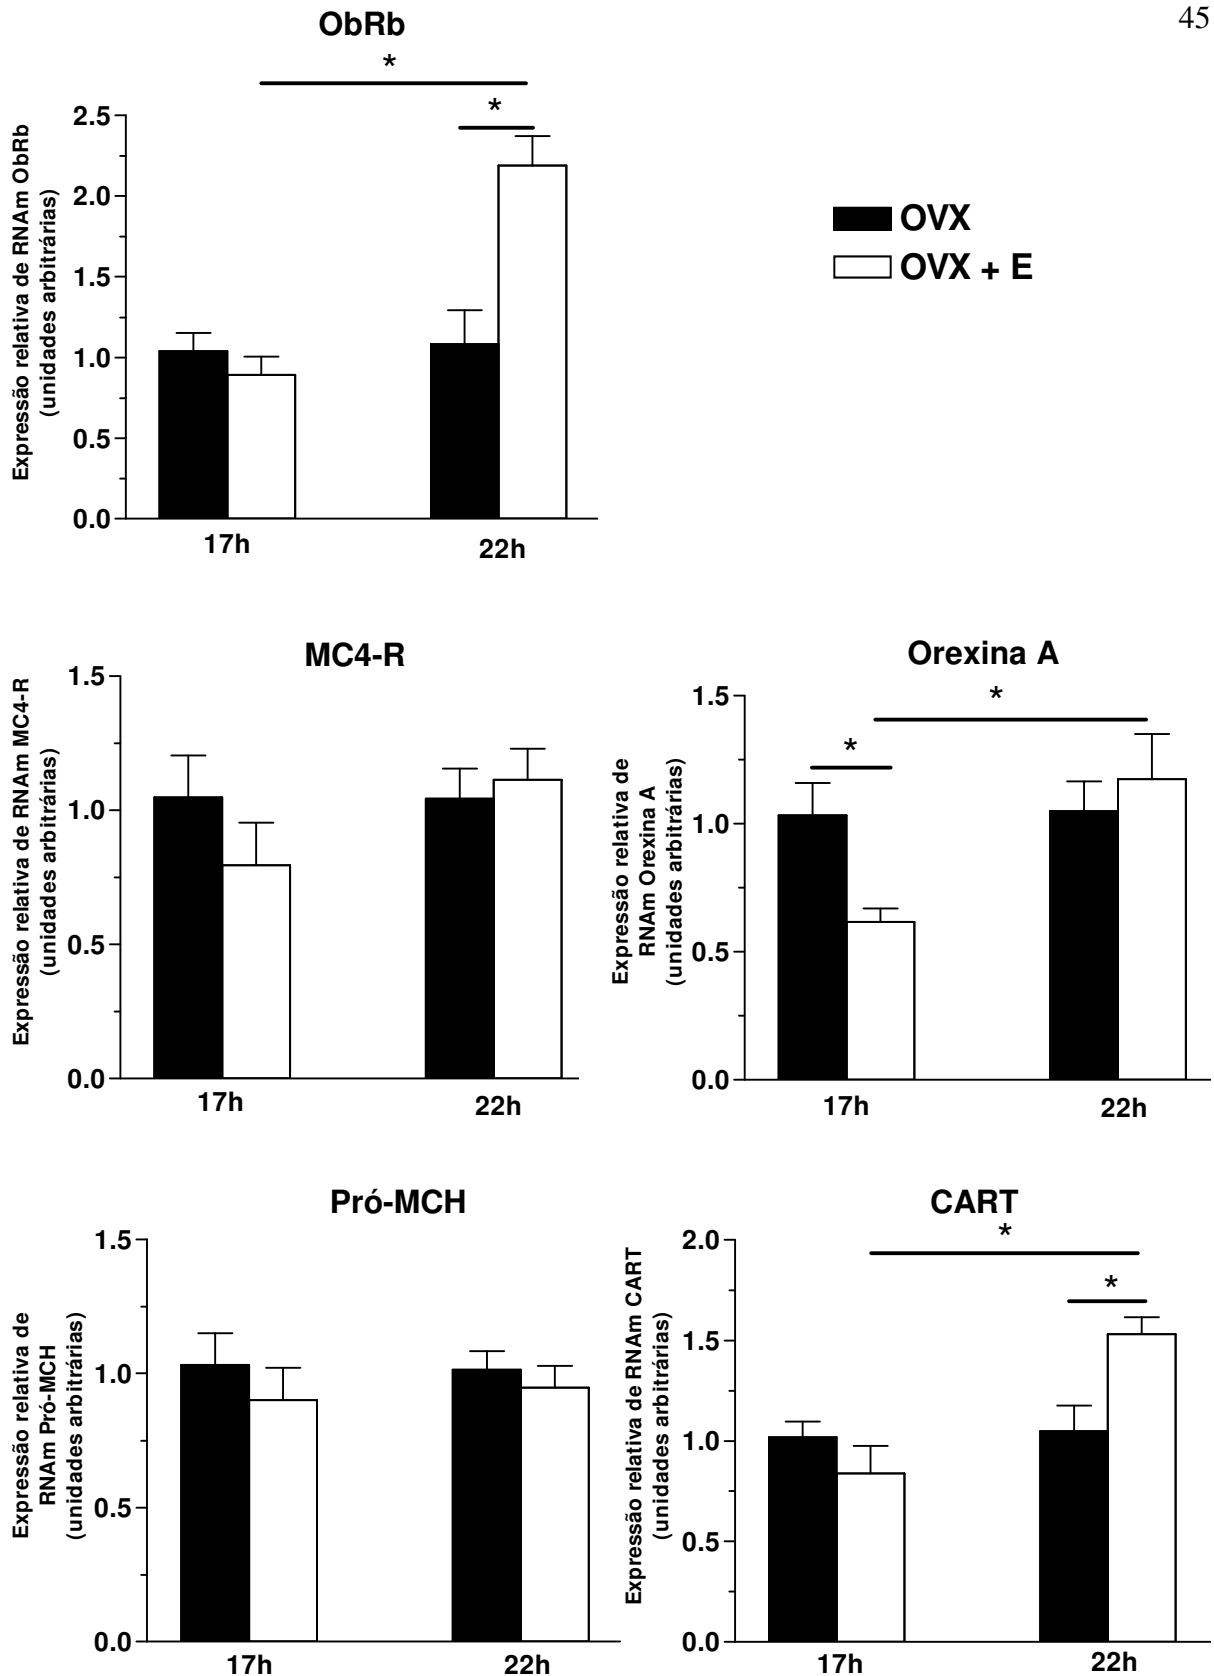 45
ObRb
*
*
Expressão relativa de RNAm ObRb
(unidades arbitrárias)
2.5
2.0
1.5
1.0
0.5
0.0
17h
22h
OVX
OVX + E
MC4-R
Expressão relativa de RNAm MC4-R
(unidades arbitrárias)
1.5
1.0
0.5
0.0
17h
22h
Orexina A
*
*
Expressão relativa de
RNAm Orexina A
(unidades arbitrárias)
1.5
1.0
0.5
0.0
17h
22h
Pró-MCH
Expressão relativa de
RNAm Pró-MCH
(unidades arbitrárias)
1.5
1.0
0.5
0.0
17h
22h
CART
*
*
Expressão relativa de RNAm CART
(unidades arbitrárias)
2.0
1.5
1.0
0.5
0.0
17h
22h